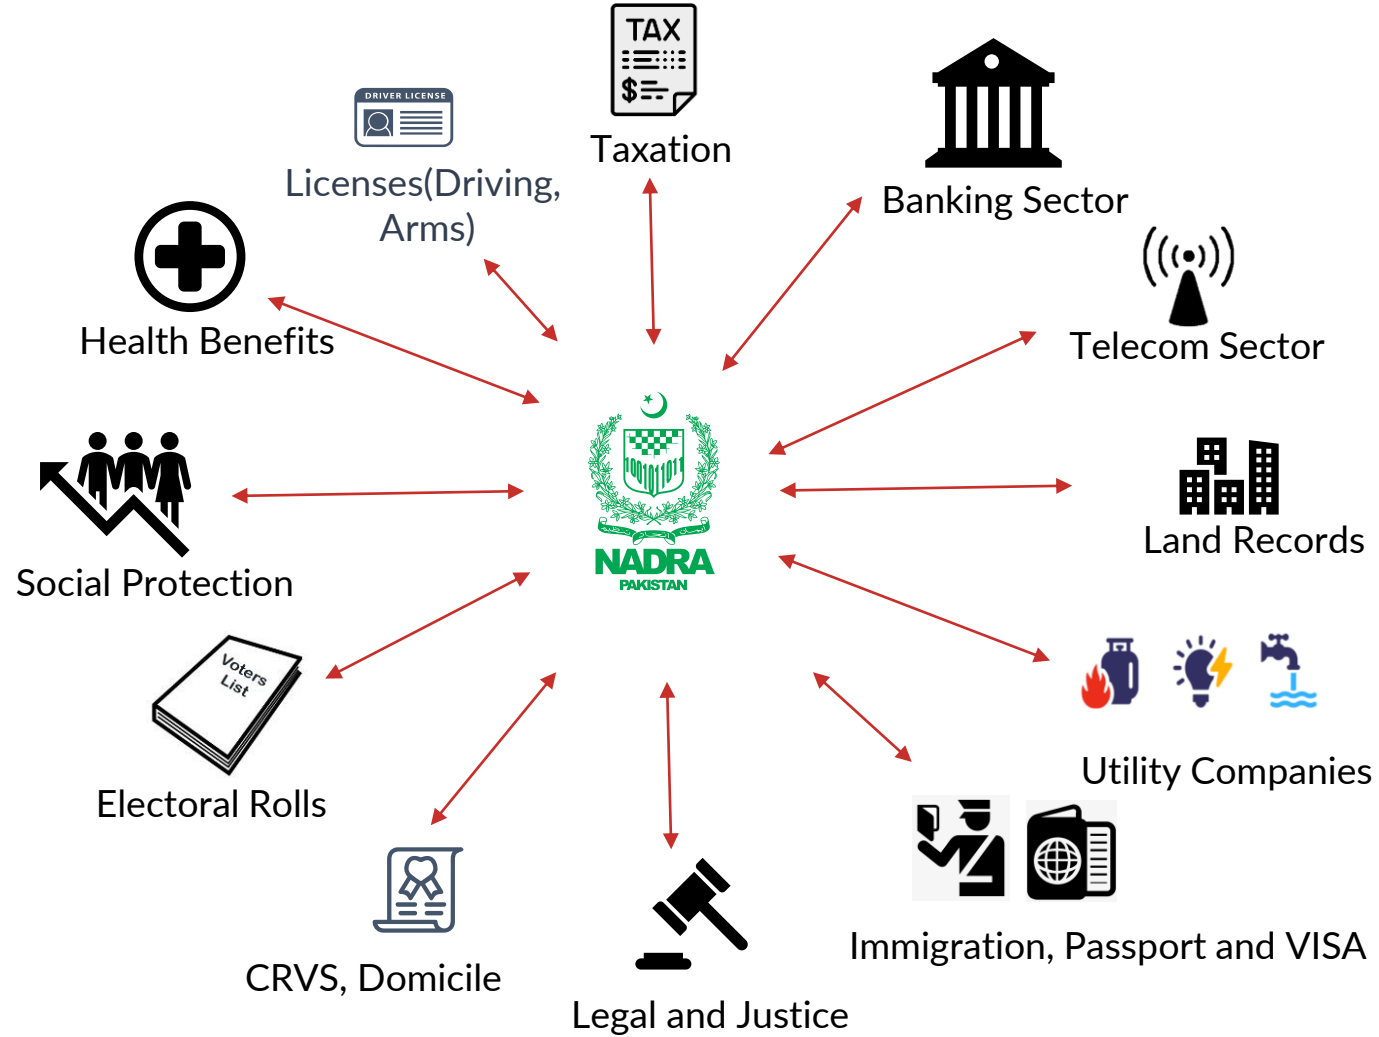 TAX
$
Taxation
DRIVER LICENSE
Licenses(Driving,
Arms)
Banking Sector
Health Benefits
Telecom Sector
1001011011
NADRA
PAKISTAN
Social Protection
Land Records
Voters
List
Electoral Rolls
Utility Companies
CRVS, Domicile
Legal and Justice
Immigration, Passport and VISA